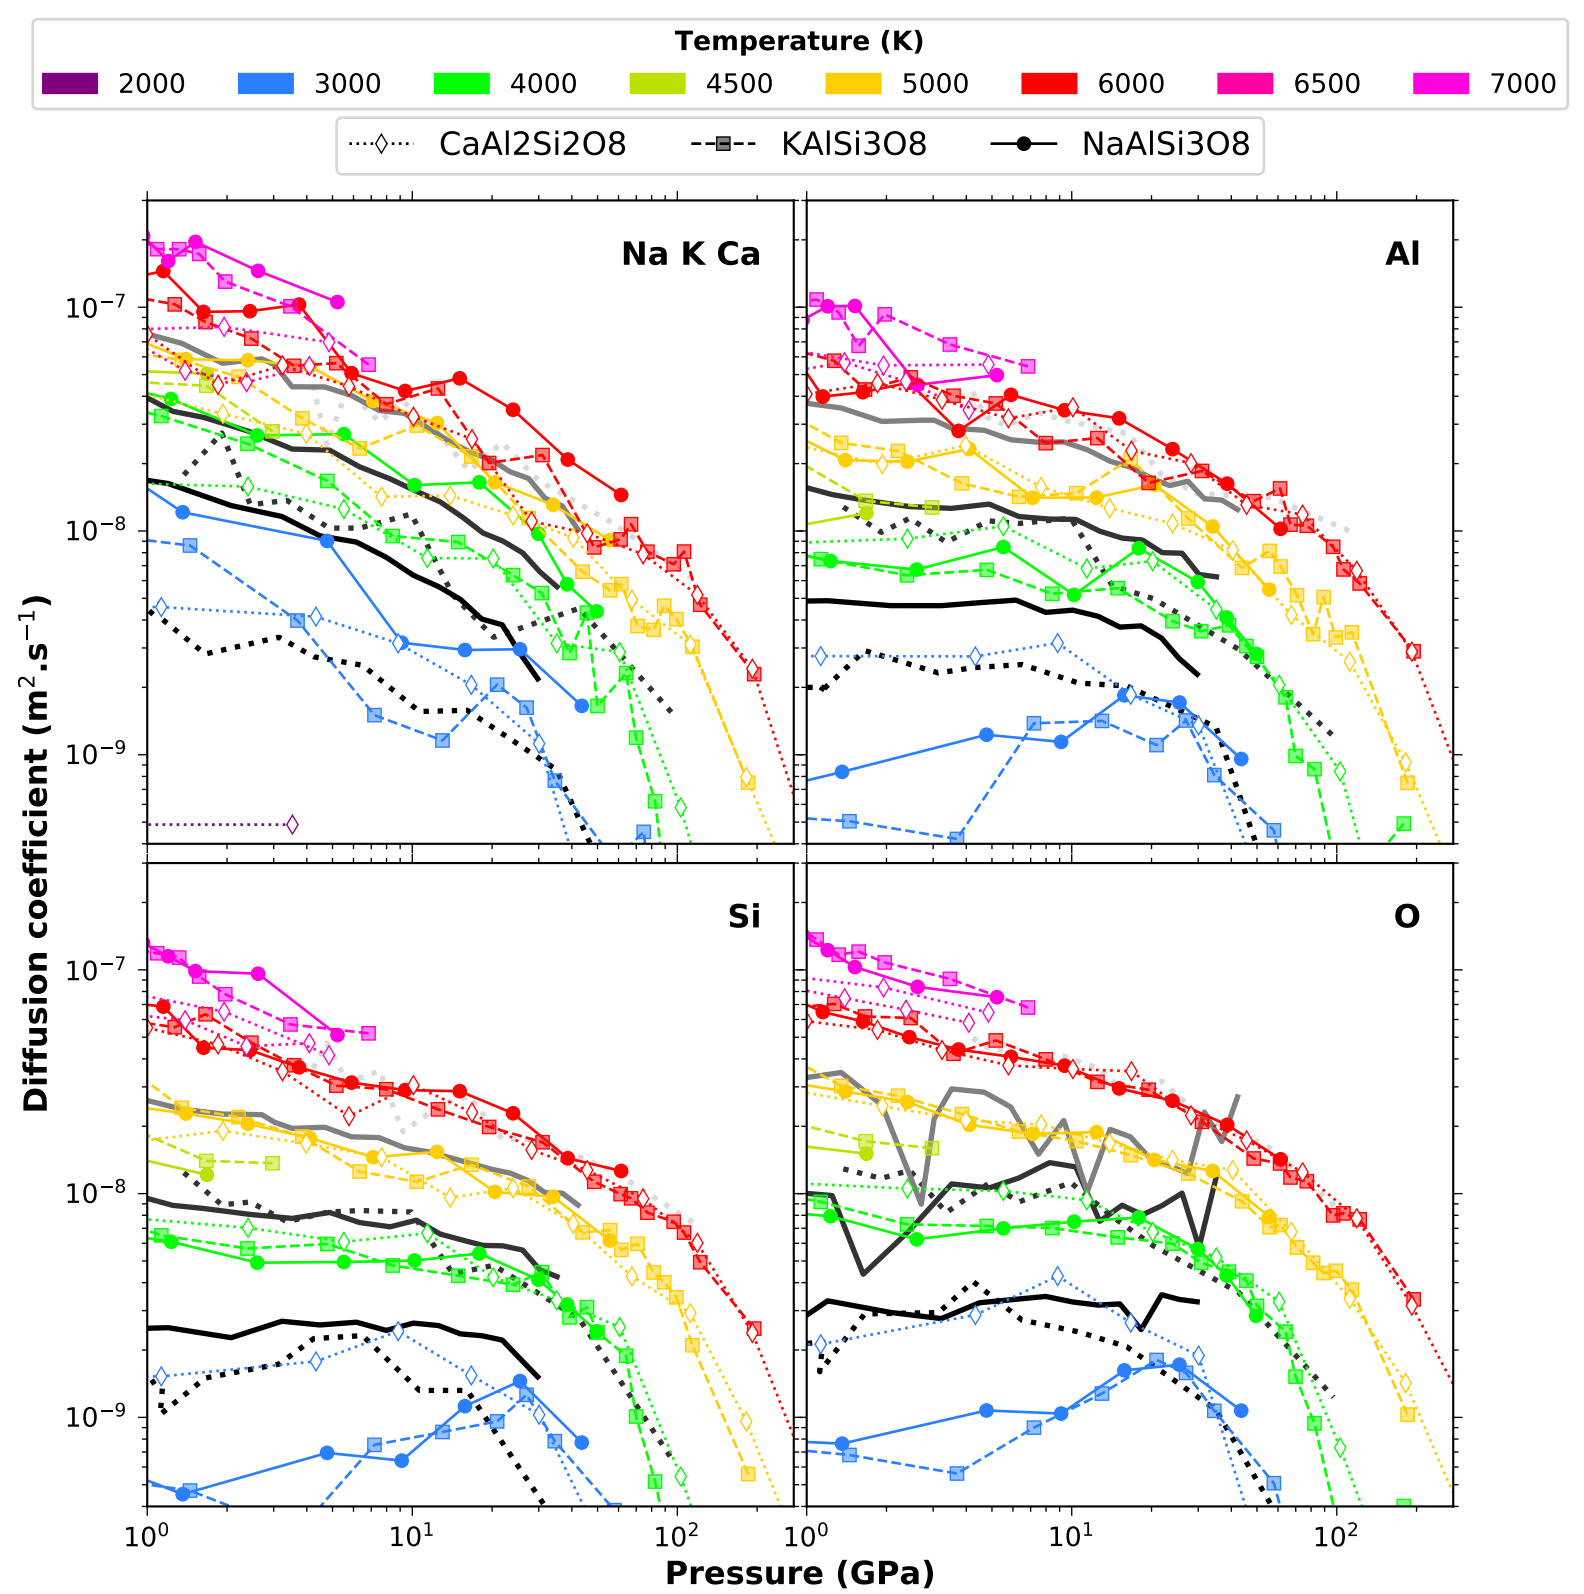 Temperature (K)
2000 3000 4000 4500 5000 6000 6500 7000
CaAl2Si2O8 KAlSi3O8 NaAlSi3O8
Na K Ca
Al
10⁻⁷
10⁻⁸
10⁻⁹
Diffusion coefficient (m².s⁻¹)
Si
O
10⁻⁷
10⁻⁸
10⁻⁹
10⁰ 10¹ 10² 10⁰ 10¹ 10²
Pressure (GPa)